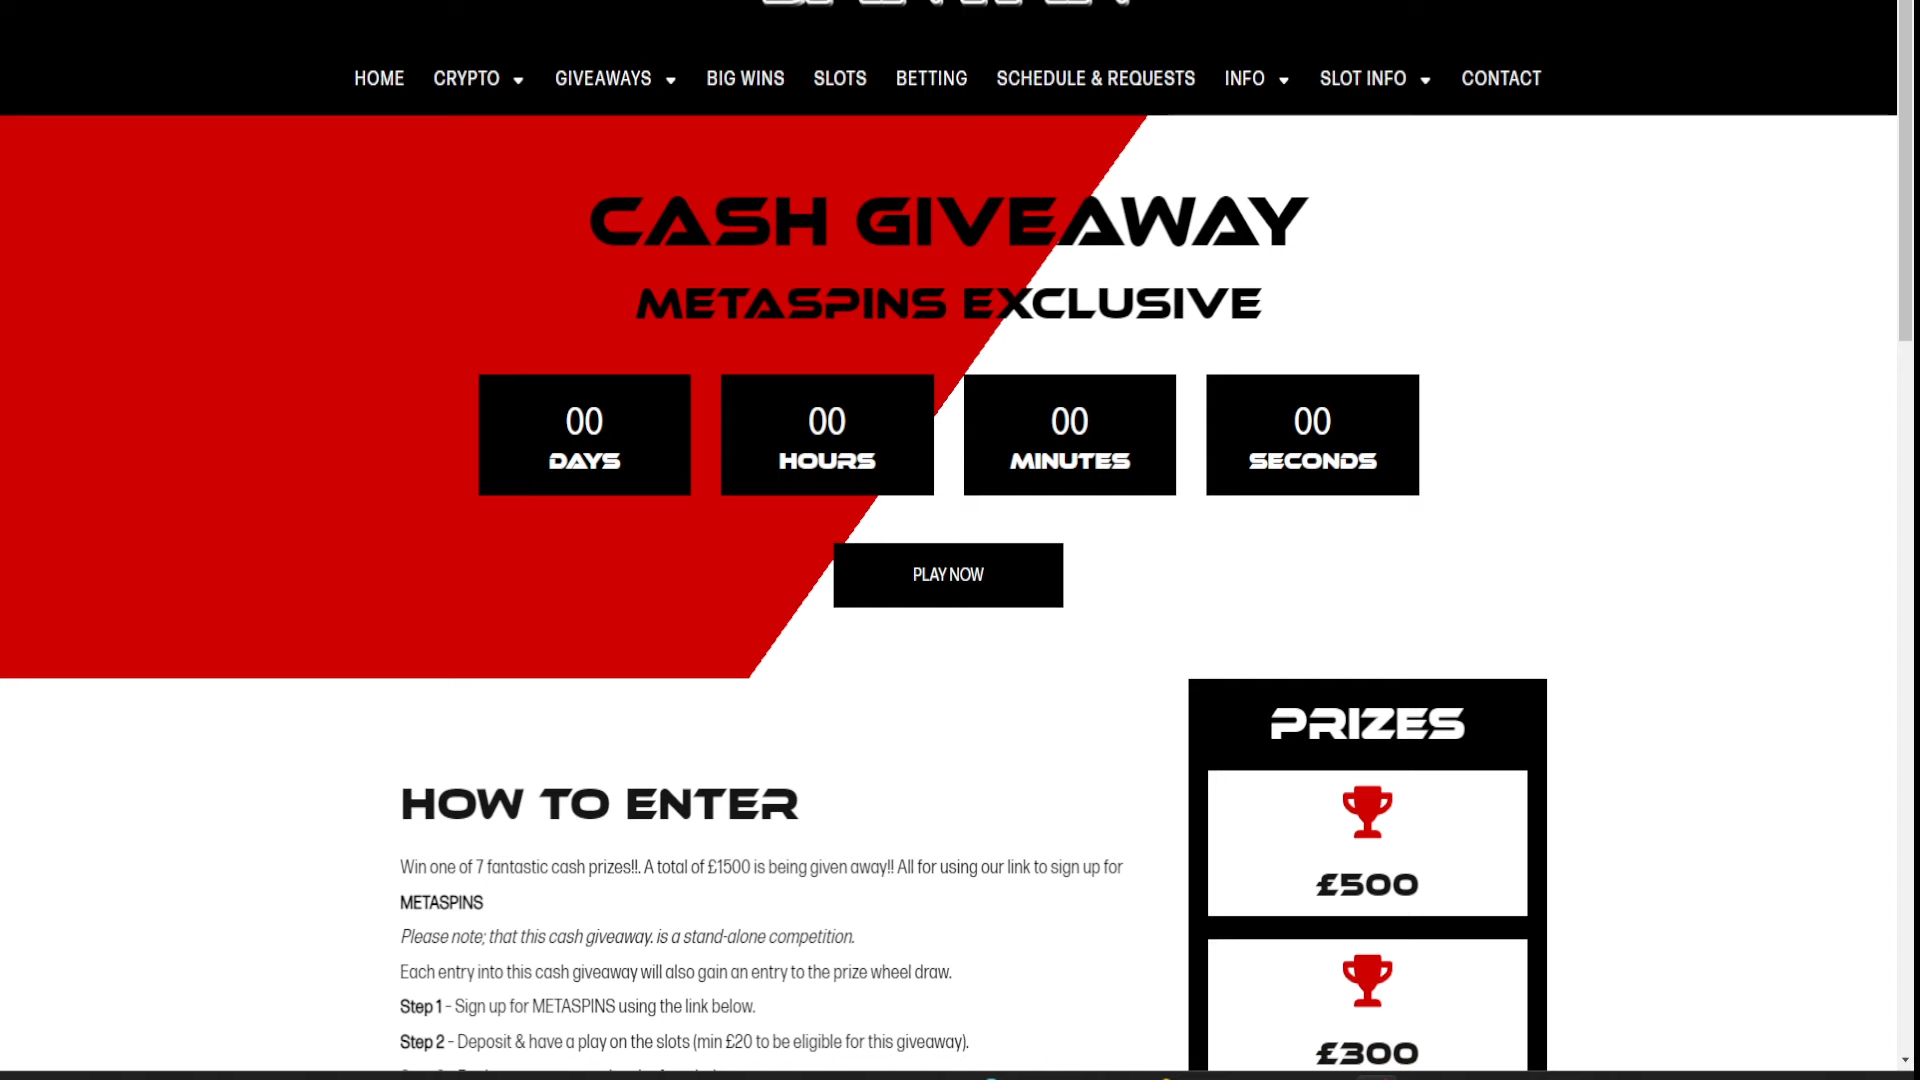 HOME CRYPTO GIVEAWAYS BIG WINS SLOTS BETTING SCHEDULE & REQUESTS INFO SLOT INFO CONTACT
CASH GIVEAWAY
METASPINS EXCLUSIVE
00 00 00 00
DAYS HOURS MINUTES SECONDS
PLAY NOW
PRIZES
£500
£300
HOW TO ENTER
Win one of 7 fantastic cash prizes!!. A total of £1500 is being given away!! All for using our link to sign up for
METASPINS
Please note; that this cash giveaway. is a stand-alone competition.
Each entry into this cash giveaway will also gain an entry to the prize wheel draw.
Step 1 - Sign up for METASPINS using the link below.
Step 2 - Deposit & have a play on the slots (min £20 to be eligible for this giveaway).